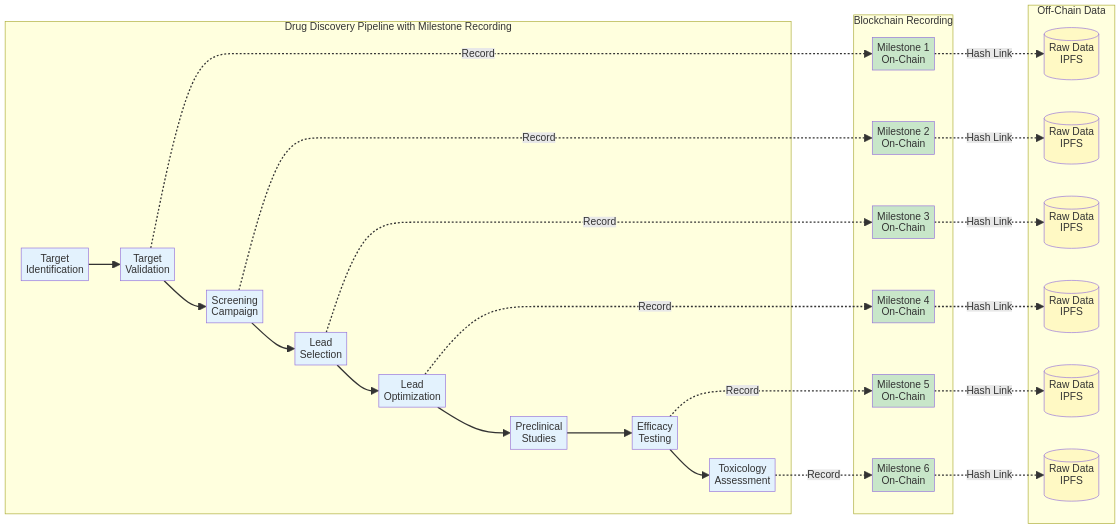 Drug Discovery Pipeline with Milestone Recording
Blockchain Recording
Off-Chain Data
Record
Milestone 1
On-Chain
Hash Link
Raw Data
IPFS
Record
Milestone 2
On-Chain
Hash Link
Raw Data
IPFS
Record
Milestone 3
On-Chain
Hash Link
Raw Data
IPFS
Target
Identification
Target
Validation
Screening
Campaign
Record
Milestone 4
On-Chain
Hash Link
Raw Data
IPFS
Lead
Selection
Lead
Optimization
Record
Milestone 5
On-Chain
Hash Link
Raw Data
IPFS
Preclinical
Studies
Efficacy
Testing
Toxicology
Assessment
Record
Milestone 6
On-Chain
Hash Link
Raw Data
IPFS